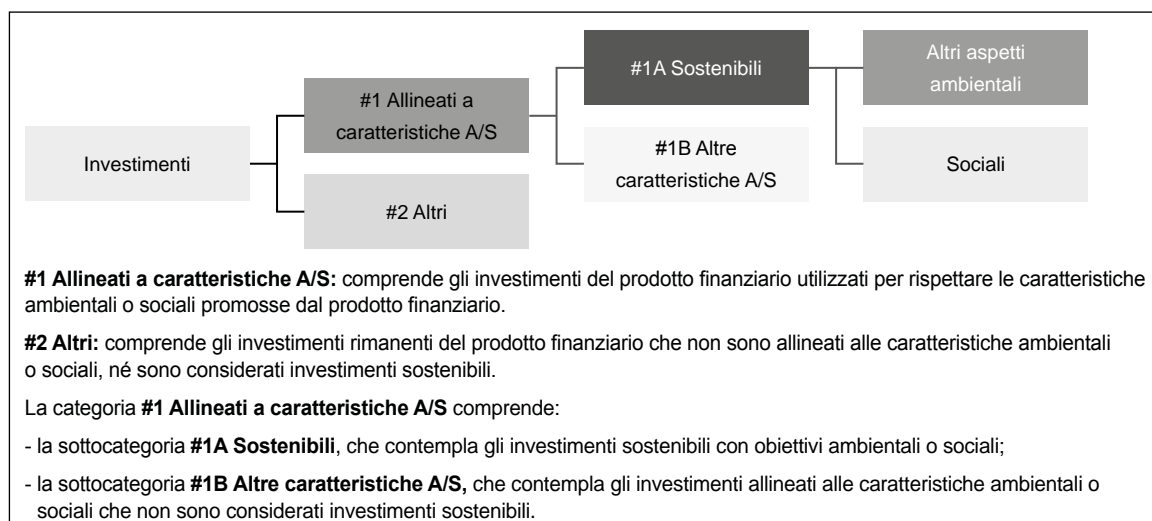 Investimenti
#1 Allineati a
caratteristiche A/S
#2 Altri
#1A Sostenibili
#1B Altre
caratteristiche A/S
Altri aspetti
ambientali
Sociali
#1 Allineati a caratteristiche A/S: comprende gli investimenti del prodotto finanziario utilizzati per rispettare le caratteristiche
ambientali o sociali promosse dal prodotto finanziario.
#2 Altri: comprende gli investimenti rimanenti del prodotto finanziario che non sono allineati alle caratteristiche ambientali
o sociali, né sono considerati investimenti sostenibili.
La categoria #1 Allineati a caratteristiche A/S comprende:
- la sottocategoria #1A Sostenibili, che contempla gli investimenti sostenibili con obiettivi ambientali o sociali;
- la sottocategoria #1B Altre caratteristiche A/S, che contempla gli investimenti allineati alle caratteristiche ambientali o
sociali che non sono considerati investimenti sostenibili.